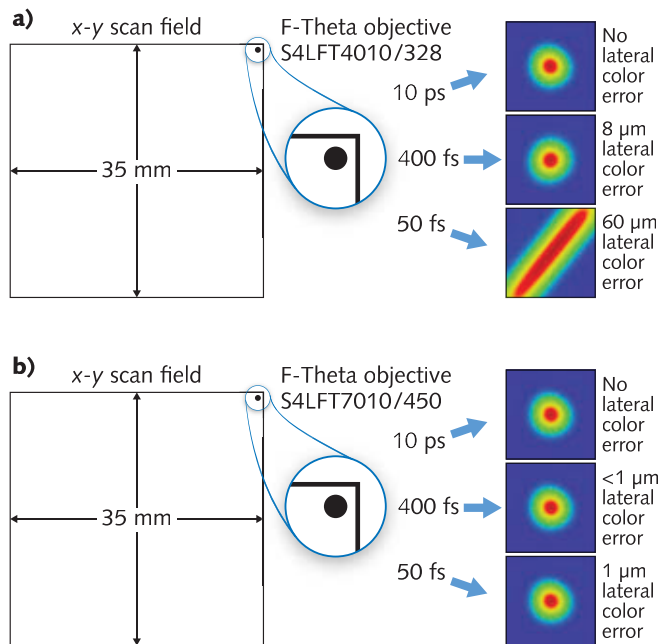 a)
x-y scan field
F-Theta objective
S4LFT4010/328
35 mm
10 ps
No
lateral
color
error
400 fs
8 μm
lateral
color
error
50 fs
60 μm
lateral
color
error
b)
x-y scan field
F-Theta objective
S4LFT7010/450
35 mm
10 ps
No
lateral
color
error
400 fs
<1 μm
lateral
color
error
50 fs
1 μm
lateral
color
error